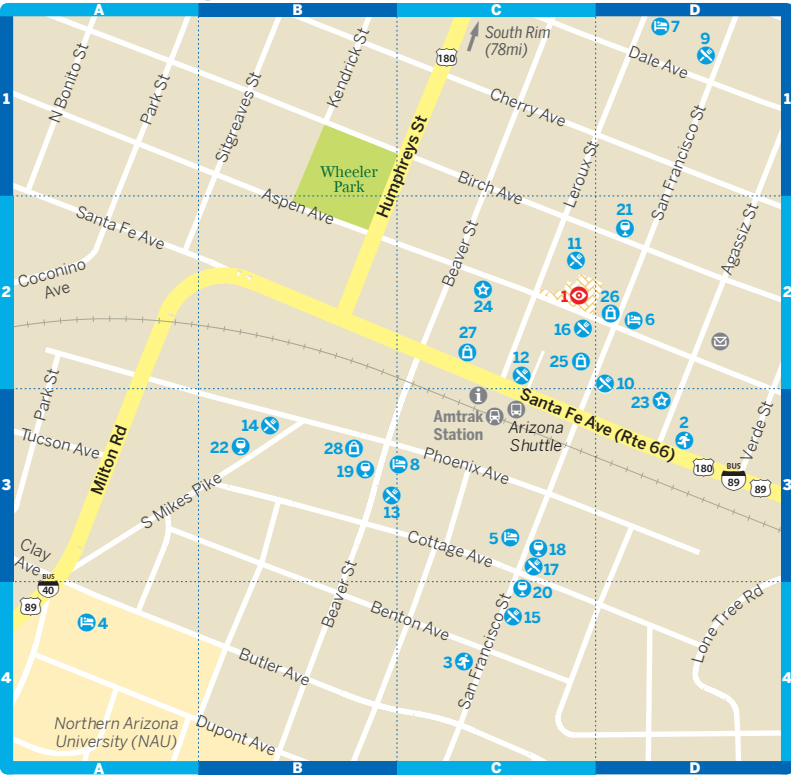 A B C D
7
9
South Rim
(78mi)
180
Dale Ave
N Bonito St
Park St
Sitgreaves St
Kendrick St
1
Cherry Ave
1
Humphreys St
Leroux St
San Francisco St
Wheeler
Park
Birch Ave
Aspen Ave
21
Santa Fe Ave
Beaver St
Agassiz St
11
Coconino
Ave
2
24
1
26
2
16
6
27
12
25
10
Park St
i
23
Santa Fe Ave (Rte 66)
14
Amtrak
Station
Arizona
Shuttle
2
Verde St
Tucson Ave
22
28
Milton Rd
19
8
Phoenix Ave
180
BUS
89
89
3
S Mikes Pike
13
3
Clay
Ave
5
18
Cottage Ave
17
BUS
40
89
20
Beaver St
Benton Ave
San Francisco St
15
Lone Tree Rd
4
3
4
Butler Ave
4
Northern Arizona
University (NAU)
Dupont Ave
A B C D